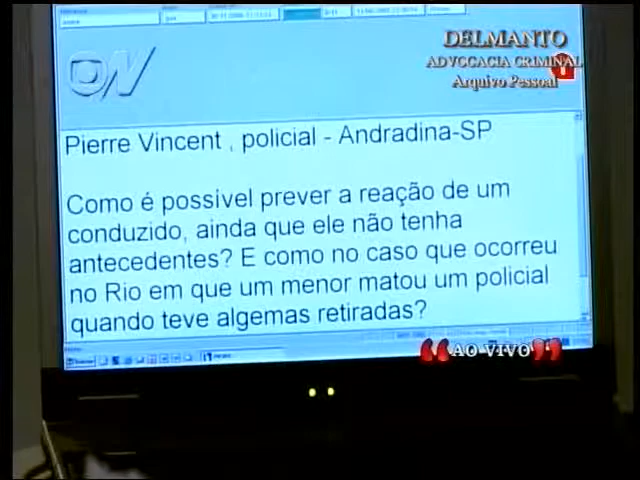 DELMANTO
ADVOCACIA CRIMINAL
Arquivo Pessoal
ON
Pierre Vincent , policial - Andradina-SP
Como é possivel prever a reação de um
conduzido, ainda que ele não tenha
antecedentes? E como no caso que ocorreu
no Rio em que um menor matou um policial
quando teve algemas retiradas?
AO VIVO